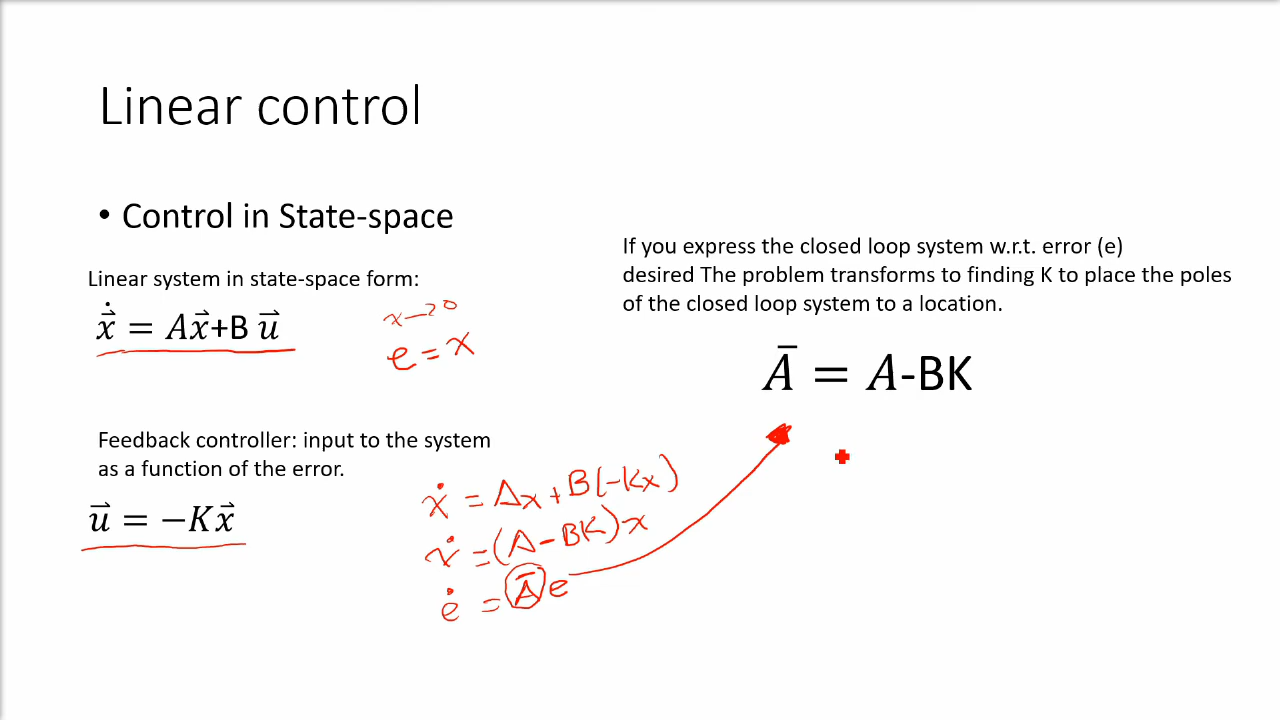 Linear control
• Control in State-space
Linear system in state-space form:
ẋ⃗ = Ax⃗+B u⃗
x→0
e = x
Feedback controller: input to the system
as a function of the error.
u⃗ = −Kx⃗
ẋ = Ax + B(-Kx)
ẋ = (A - BK)x
ė = Āe
If you express the closed loop system w.r.t. error (e)
desired The problem transforms to finding K to place the poles
of the closed loop system to a location.
Ā = A-BK